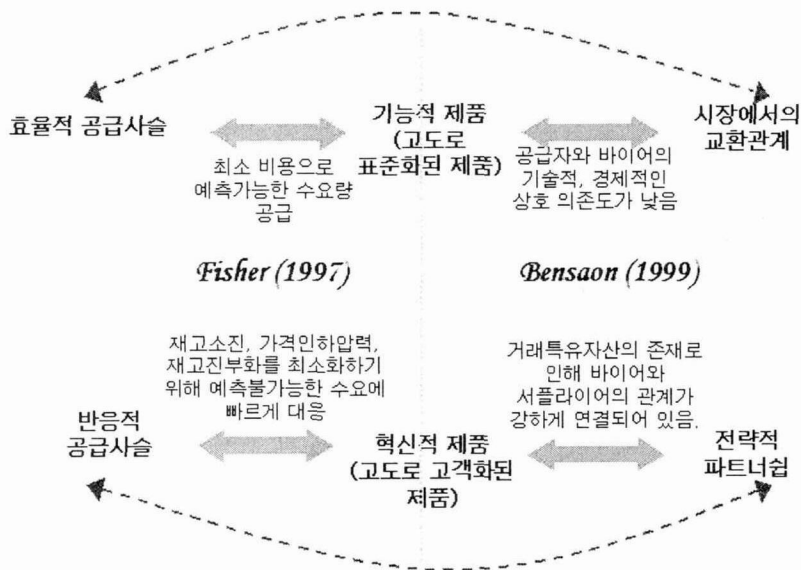 효율적 공급사슬
기능적 제품
(고도로
표준화된 제품)
시장에서의
교환관계
최소 비용으로
예측가능한 수요량
공급
공급자와 바이어의
기술적, 경제적인
상호 의존도가 낮음
Fisher (1997)
Bensaon (1999)
재고소진, 가격인하압력,
재고진부화를 최소화하기
위해 예측불가능한 수요에
빠르게 대응
거래특유자산의 존재로
인해 바이어와
서플라이어의 관계가
강하게 연결되어 있음.
반응적
공급사슬
혁신적 제품
(고도로 고객화된
제품)
전략적
파트너쉽